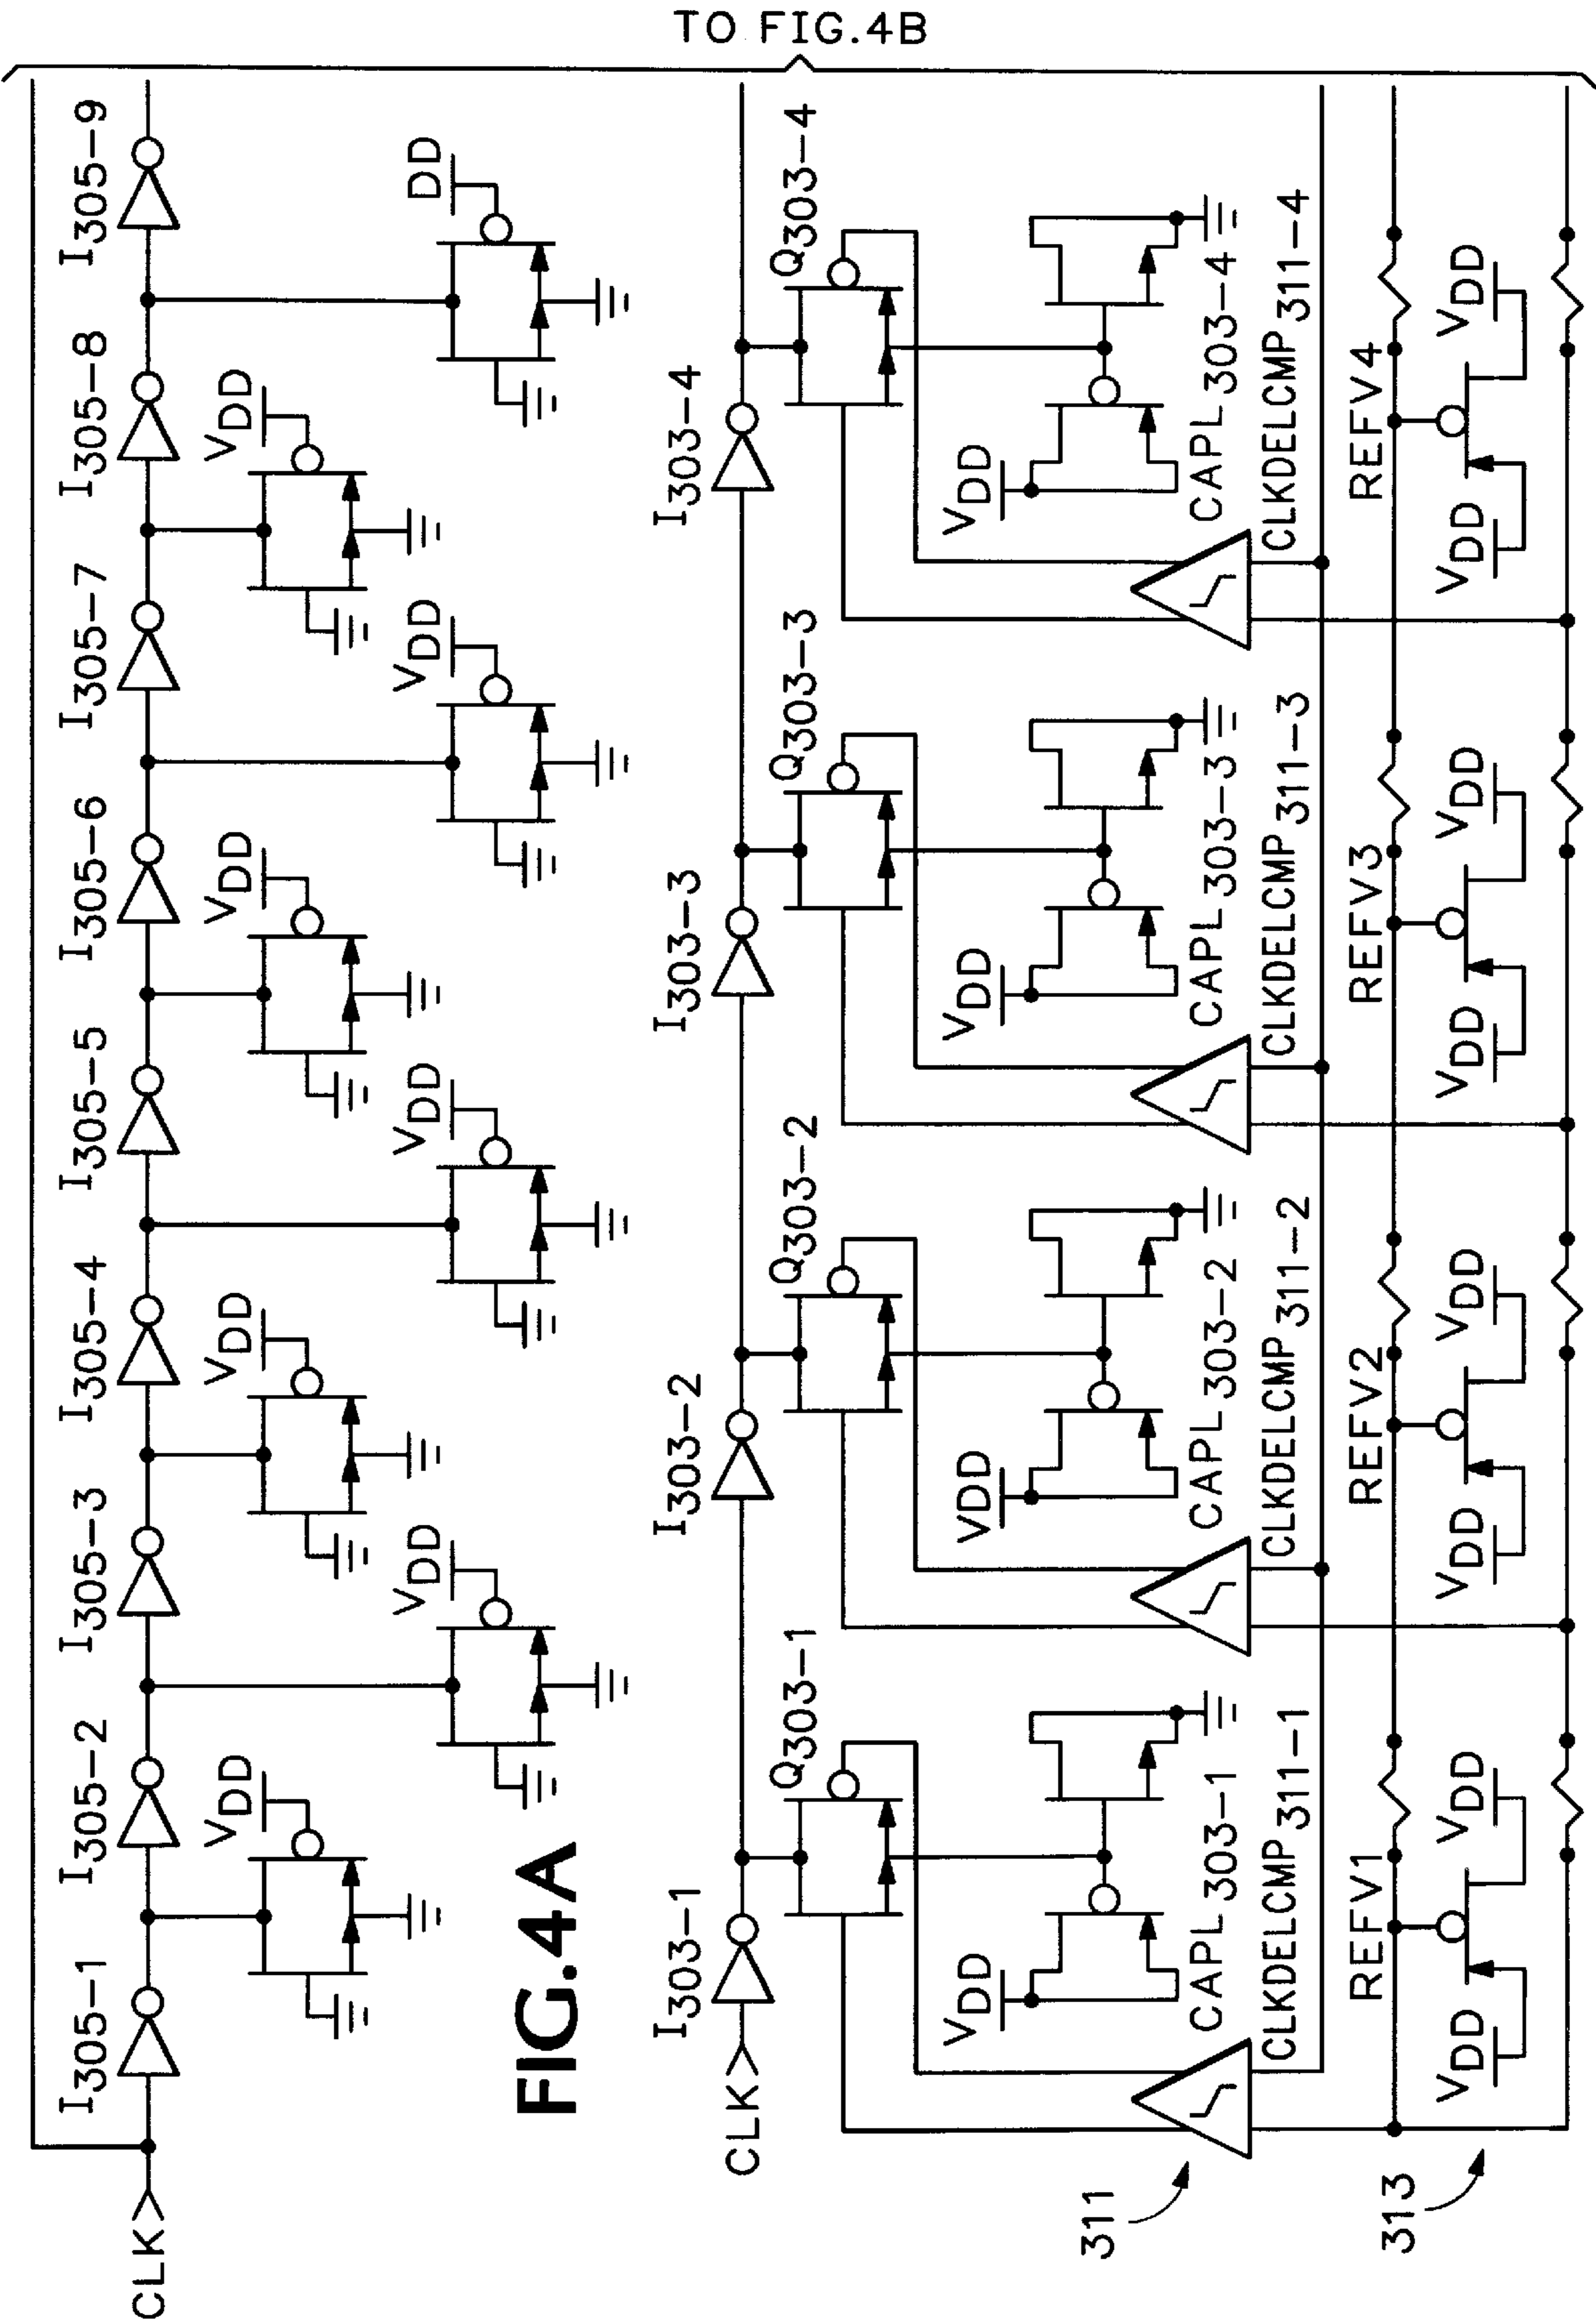 TO FIG.4B
CLK>
I305-1
I305-2
I305-3
I305-4
I305-5
I305-6
I305-7
I305-8
I305-9
VDD
VDD
VDD
VDD
VDD
VDD
VDD
DD
FIG.4A
CLK>
I303-1
I303-2
I303-3
I303-4
Q303-1
Q303-2
Q303-3
Q303-4
VDD
VDD
VDD
VDD
CAPL303-1
CAPL303-2
CAPL303-3
CAPL303-4
311
CLKDELCMP311-1
CLKDELCMP311-2
CLKDELCMP311-3
CLKDELCMP311-4
REFV1
REFV2
REFV3
REFV4
313
VDD
VDD
VDD
VDD
VDD
VDD
VDD
VDD